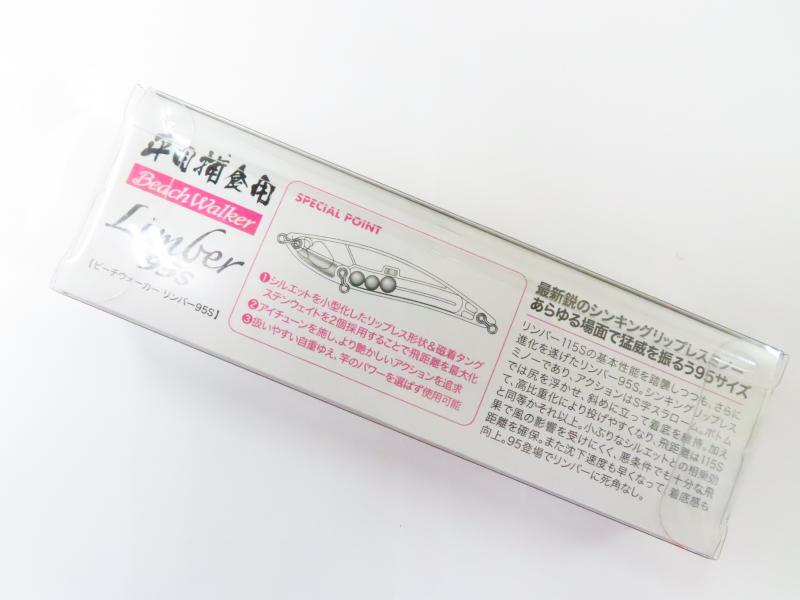 平目捕食用
Beach Walker
Limber
95S
【ビーチウォーカー リンバー95S】
SPECIAL POINT
❶シルエットを小型化したリップレス形状&磁着タング
ステンウェイトを2個採用することで飛距離を最大化
❷アイチューンを施し、より艶かしいアクションを追求
❸扱いやすい自重ゆえ、竿のパワーを選ばず使用可能
最新鋭のシンキングリップレスミノー
あらゆる場面で猛威を振るう95サイズ
リンバー115Sの基本性能を踏襲しつつも、さらに
進化を遂げたリンバー95S。シンキングリップレス
ミノーであり、アクションはS字スラローム。ボトム
では尻を浮かせ、斜めに立って着底を維持。加え
て、高比重化により投げやすくなり、飛距離は115S
と同等かそれ以上。小ぶりなシルエットとの相乗効
果で風の影響を受けにくく、悪条件でも十分な飛
距離を確保。また沈下速度も早くなって着底感も
向上。95登場でリンバーに死角なし。